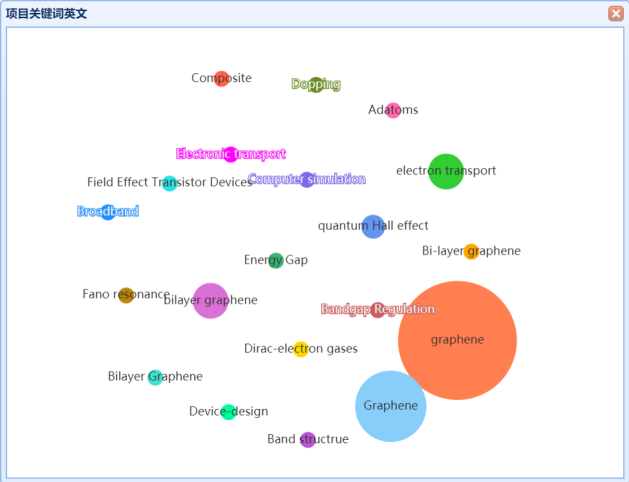 项目关键词英文
Composite
Dopping
Adatoms
Electronic transport
electron transport
Field Effect Transistor Devices
Computer simulation
Broadband
quantum Hall effect
Bi-layer graphene
Energy Gap
Fano resonance
bilayer graphene
Bandgap Regulation
graphene
Dirac-electron gases
Bilayer Graphene
Graphene
Device-design
Band structrue